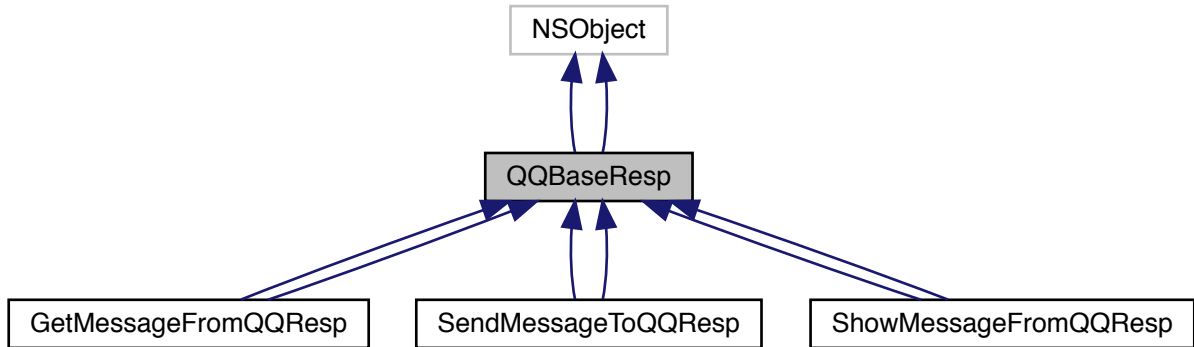 NSObject
QQBaseResp
GetMessageFromQQResp
SendMessageToQQResp
ShowMessageFromQQResp